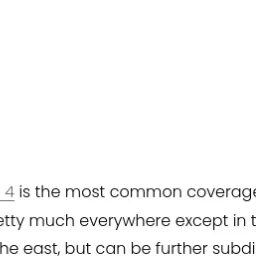 4 is the most common coverage
etty much everywhere except in t
he east, but can be further subdi